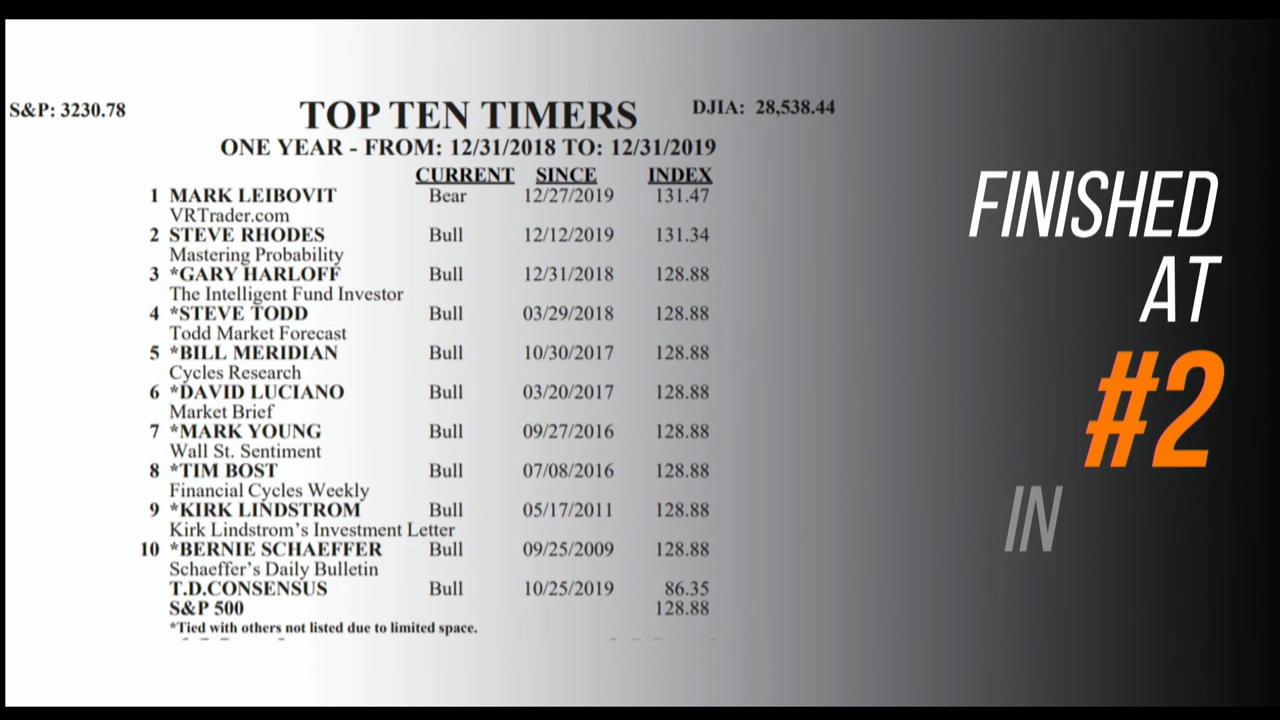 S&P: 3230.78
TOP TEN TIMERS
DJIA: 28,538.44
ONE YEAR - FROM: 12/31/2018 TO: 12/31/2019
CURRENT SINCE INDEX
1 MARK LEIBOVIT Bear 12/27/2019 131.47
VRTrader.com
2 STEVE RHODES Bull 12/12/2019 131.34
Mastering Probability
3 *GARY HARLOFF Bull 12/31/2018 128.88
The Intelligent Fund Investor
4 *STEVE TODD Bull 03/29/2018 128.88
Todd Market Forecast
5 *BILL MERIDIAN Bull 10/30/2017 128.88
Cycles Research
6 *DAVID LUCIANO Bull 03/20/2017 128.88
Market Brief
7 *MARK YOUNG Bull 09/27/2016 128.88
Wall St. Sentiment
8 *TIM BOST Bull 07/08/2016 128.88
Financial Cycles Weekly
9 *KIRK LINDSTROM Bull 05/17/2011 128.88
Kirk Lindstrom's Investment Letter
10 *BERNIE SCHAEFFER Bull 09/25/2009 128.88
Schaeffer's Daily Bulletin
T.D.CONSENSUS Bull 10/25/2019 86.35
S&P 500 128.88
*Tied with others not listed due to limited space.
FINISHED
AT
#2
IN